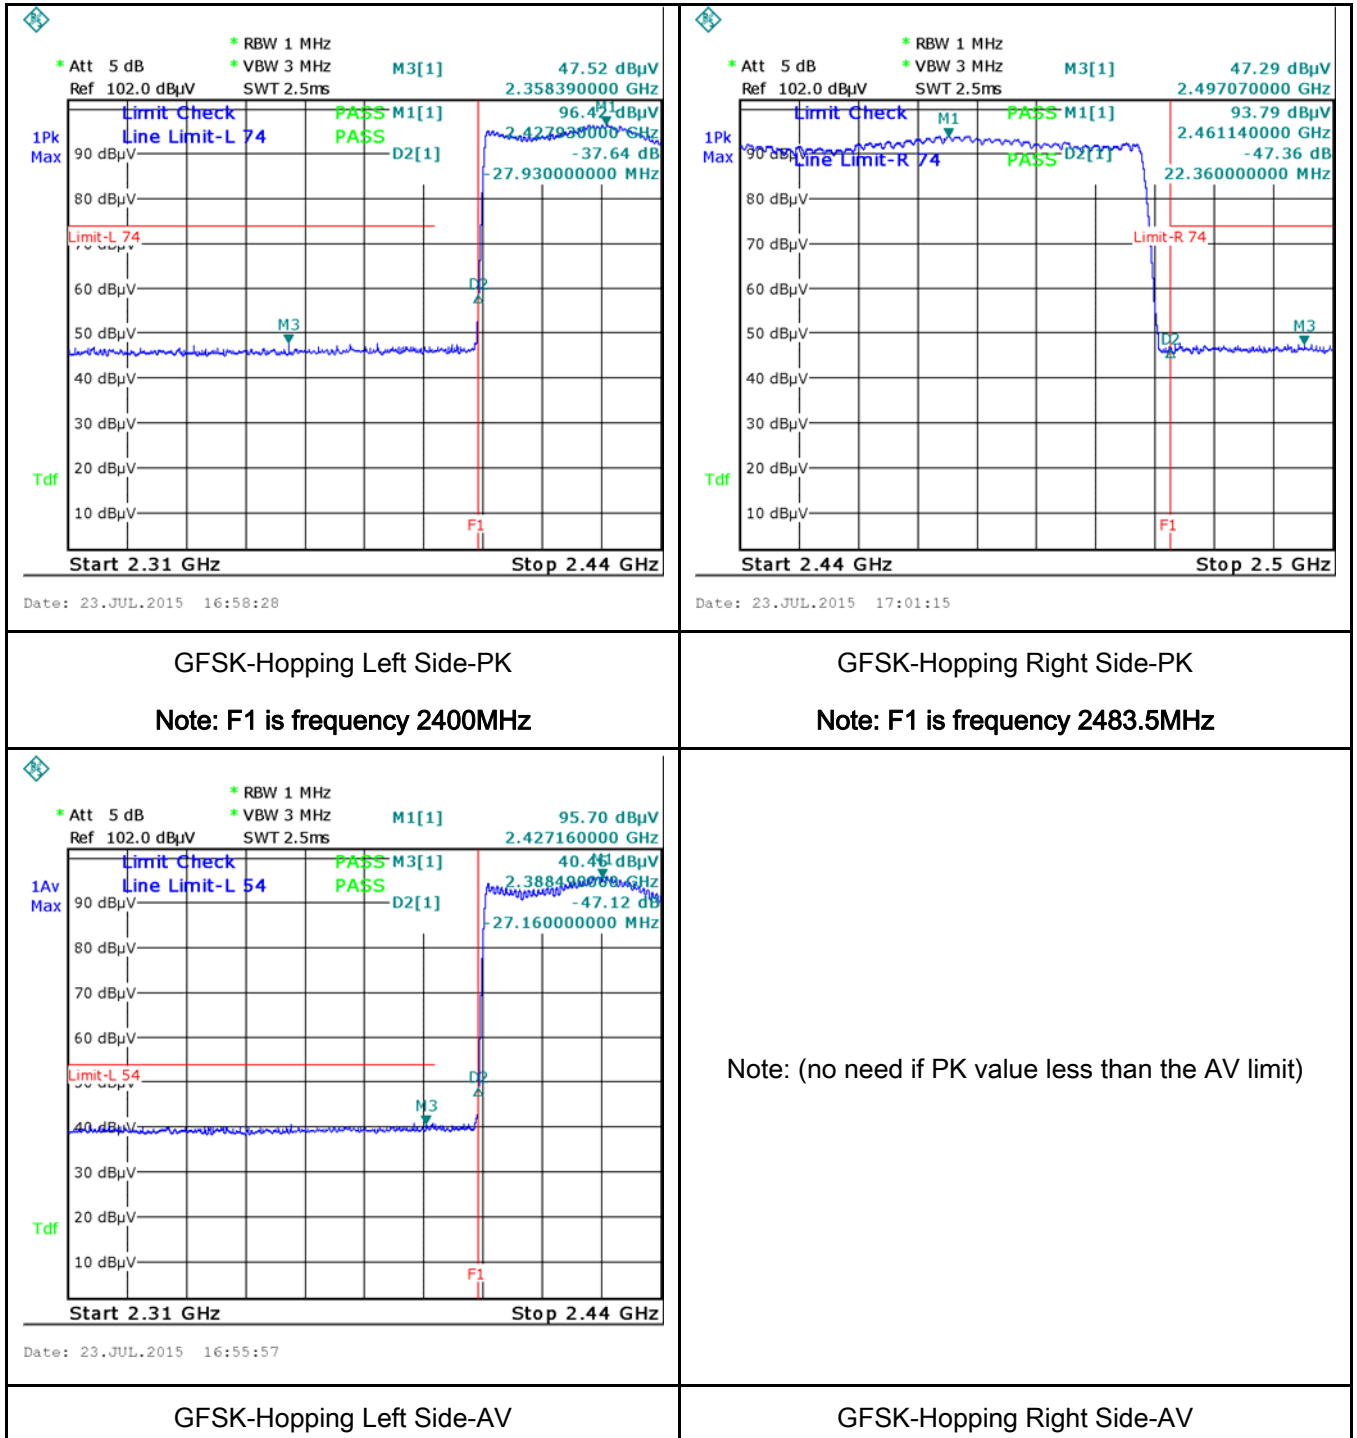 * RBW 1 MHz
* Att 5 dB * VBW 3 MHz M3[1] 47.52 dBµV
Ref 102.0 dBµV SWT 2.5ms 2.358390000 GHz
Limit Check PASS M1[1] 96.42 dBµV
M1
1Pk Line Limit-L 74 PASS 2.427930000 GHz
Max 90 dBµV D2[1] -37.64 dB
-27.930000000 MHz
80 dBµV
Limit-L 74
70 dBµV
D2
60 dBµV
M3
50 dBµV
40 dBµV
30 dBµV
Tdf 20 dBµV
10 dBµV
F1
Start 2.31 GHz Stop 2.44 GHz
Date: 23.JUL.2015 16:58:28
* RBW 1 MHz
* Att 5 dB * VBW 3 MHz M3[1] 47.29 dBµV
Ref 102.0 dBµV SWT 2.5ms 2.497070000 GHz
Limit Check PASS M1[1] 93.79 dBµV
M1
1Pk 2.461140000 GHz
Max 90 dBµV Line Limit-R 74 PASS D2[1] -47.36 dB
22.360000000 MHz
80 dBµV
Limit-R 74
70 dBµV
60 dBµV
50 dBµV
M3
D2
40 dBµV
30 dBµV
Tdf 20 dBµV
10 dBµV
F1
Start 2.44 GHz Stop 2.5 GHz
Date: 23.JUL.2015 17:01:15
GFSK-Hopping Left Side-PK
Note: F1 is frequency 2400MHz
GFSK-Hopping Right Side-PK
Note: F1 is frequency 2483.5MHz
* RBW 1 MHz
* Att 5 dB * VBW 3 MHz M1[1] 95.70 dBµV
Ref 102.0 dBµV SWT 2.5ms 2.427160000 GHz
Limit Check PASS M3[1] 40.46 dBµV
M1
1Av Line Limit-L 54 PASS 2.388490000 GHz
Max 90 dBµV D2[1] -47.12 dB
-27.160000000 MHz
80 dBµV
70 dBµV
60 dBµV
Limit-L 54
50 dBµV
D2
M3
40 dBµV
30 dBµV
Tdf 20 dBµV
10 dBµV
F1
Start 2.31 GHz Stop 2.44 GHz
Date: 23.JUL.2015 16:55:57
Note: (no need if PK value less than the AV limit)
GFSK-Hopping Left Side-AV
GFSK-Hopping Right Side-AV